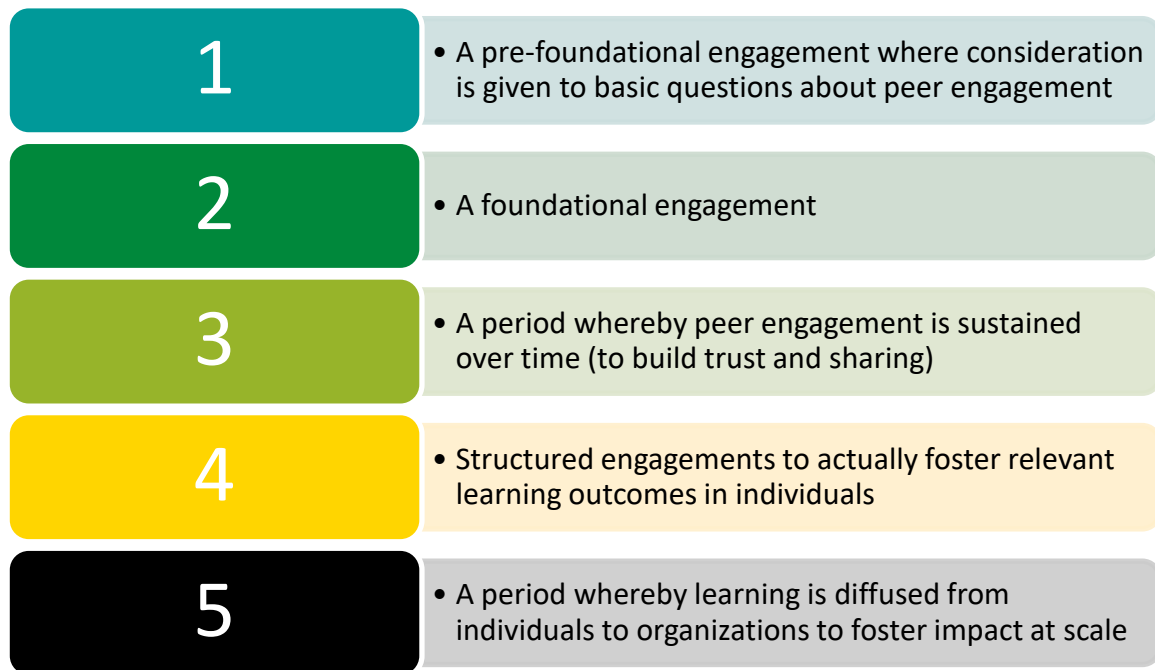 1
• A pre-foundational engagement where consideration
is given to basic questions about peer engagement
2
• A foundational engagement
3
• A period whereby peer engagement is sustained
over time (to build trust and sharing)
4
• Structured engagements to actually foster relevant
learning outcomes in individuals
5
• A period whereby learning is diffused from
individuals to organizations to foster impact at scale